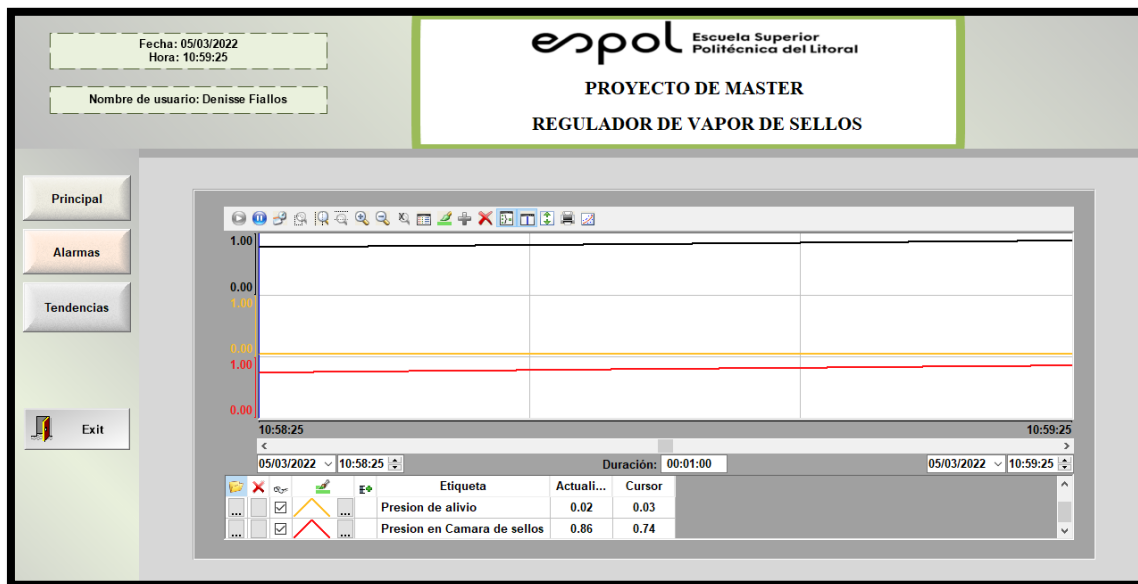 Fecha: 05/03/2022
Hora: 10:59:25
Nombre de usuario: Denisse Fiallos
espol Escuela Superior
Politécnica del Litoral
PROYECTO DE MASTER
REGULADOR DE VAPOR DE SELLOS
Principal
Alarmas
Tendencias
Exit
1.00
0.00
1.00
0.00
1.00
0.00
10:58:25 10:59:25
05/03/2022 10:58:25 Duración: 00:01:00 05/03/2022 10:59:25
Etiqueta Actuali... Cursor
... ... Presion de alivio 0.02 0.03
... ... Presion en Camara de sellos 0.86 0.74